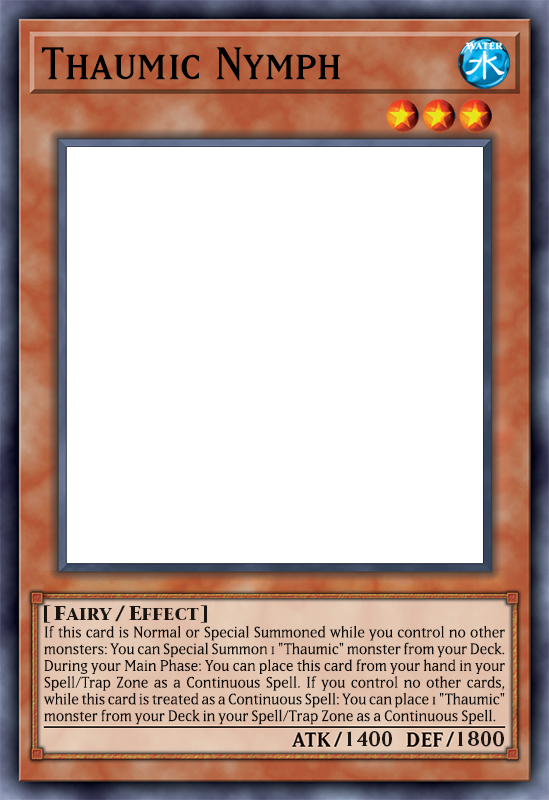 Thaumic Nymph
WATER
水
[ Fairy / Effect ]
If this card is Normal or Special Summoned while you control no other
monsters: You can Special Summon 1 "Thaumic" monster from your Deck.
During your Main Phase: You can place this card from your hand in your
Spell/Trap Zone as a Continuous Spell. If you control no other cards,
while this card is treated as a Continuous Spell: You can place 1 "Thaumic"
monster from your Deck in your Spell/Trap Zone as a Continuous Spell.
ATK/1400 DEF/1800